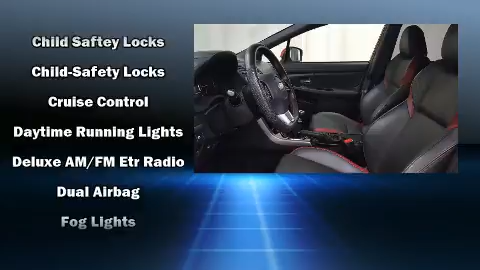 Child Saftey Locks
Child-Safety Locks
Cruise Control
Daytime Running Lights
Deluxe AM/FM Etr Radio
Dual Airbag
Fog Lights